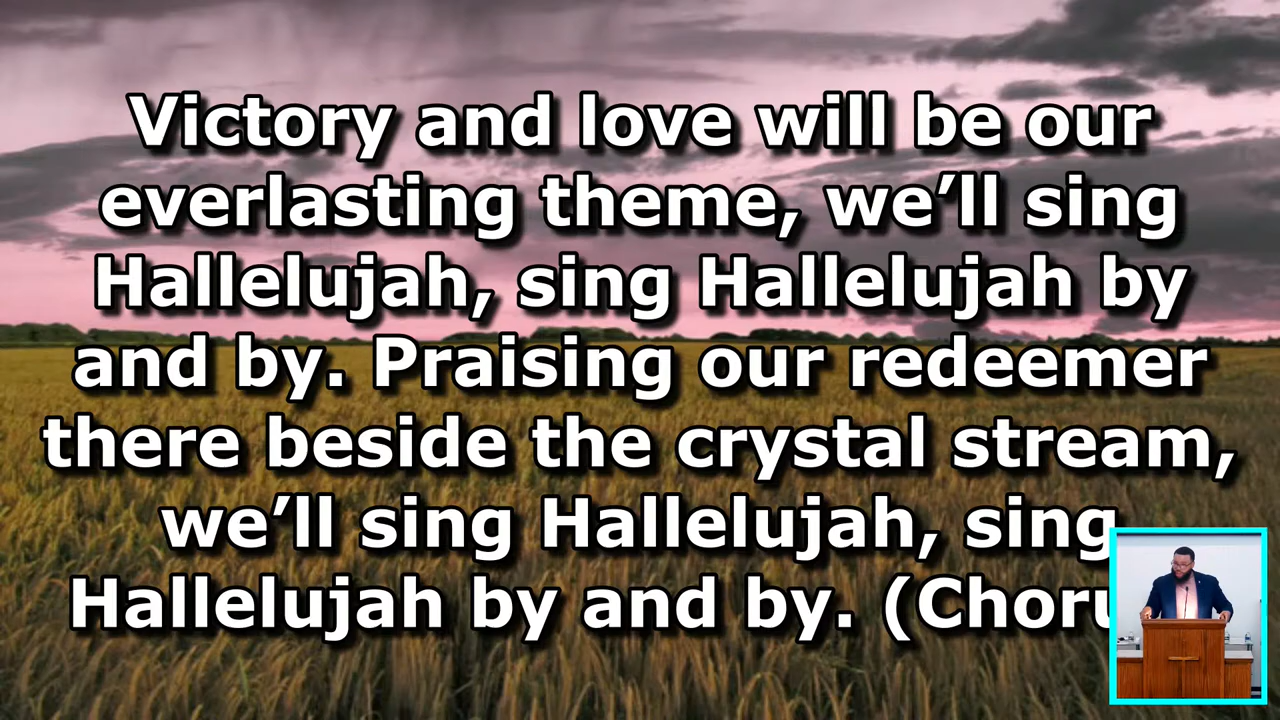 Victory and love will be our
everlasting theme, we’ll sing
Hallelujah, sing Hallelujah by
and by. Praising our redeemer
there beside the crystal stream,
we’ll sing Hallelujah, sing
Hallelujah by and by. (Choru